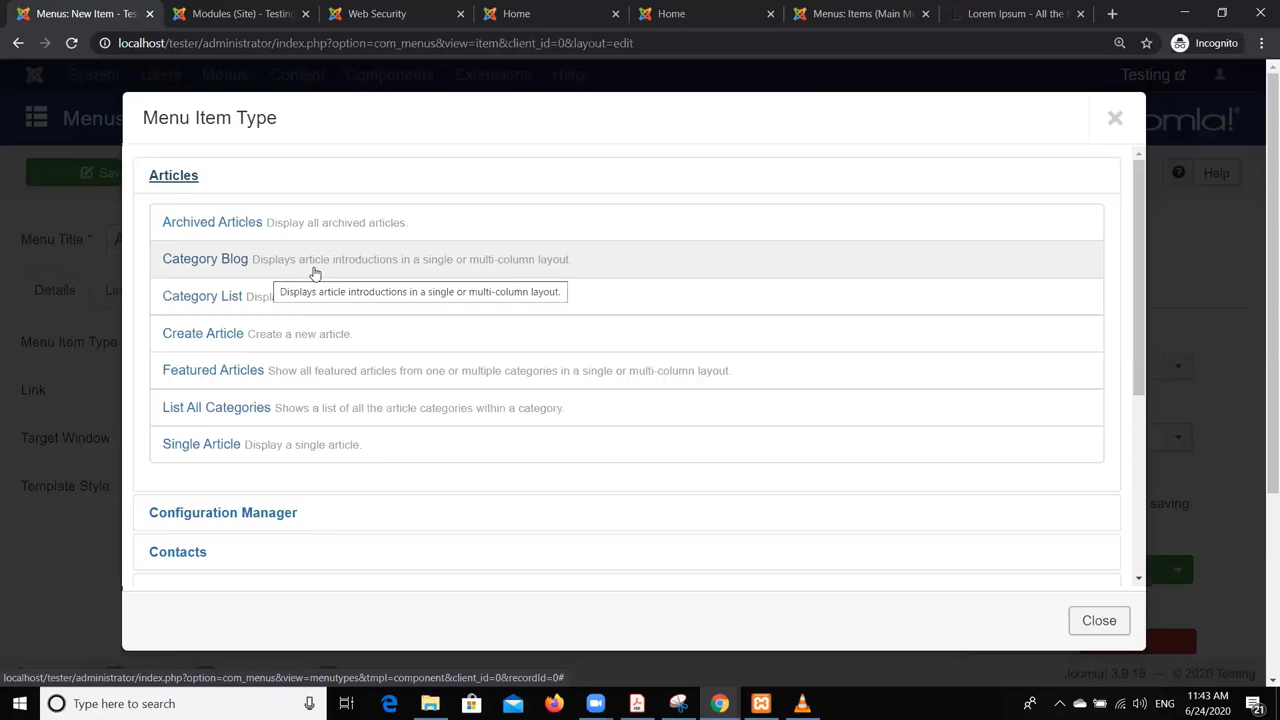 Menus: New Item - Tes
Modules (Site) - Testing
Web Security
Home
Home
Menus: Items (Main M
Lorem Ipsum - All the f
localhost/tester/administrator/index.php?option=com_menus&view=item&client_id=0&layout=edit
Incognito
System
Users
Menus
Content
Components
Extensions
Help
Testing
Menus
Joomla!
Menu Item Type
Articles
Save
Help
Archived Articles Display all archived articles.
Menu Title *
A
Category Blog Displays article introductions in a single or multi-column layout.
Displays article introductions in a single or multi-column layout.
Details
Category List Displa
Menu Item Type
Create Article Create a new article.
Featured Articles Show all featured articles from one or multiple categories in a single or multi-column layout.
Link
List All Categories Shows a list of all the article categories within a category.
Target Window
Single Article Display a single article.
Template Style
saving.
Configuration Manager
Contacts
Close
localhost/tester/administrator/index.php?option=com_menus&view=menutypes&tmpl=component&client_id=0&recordId=0#
Joomla! 3.9.19 — © 2020 Testing
Type here to search
ENG
11:43 AM
6/24/2020
21